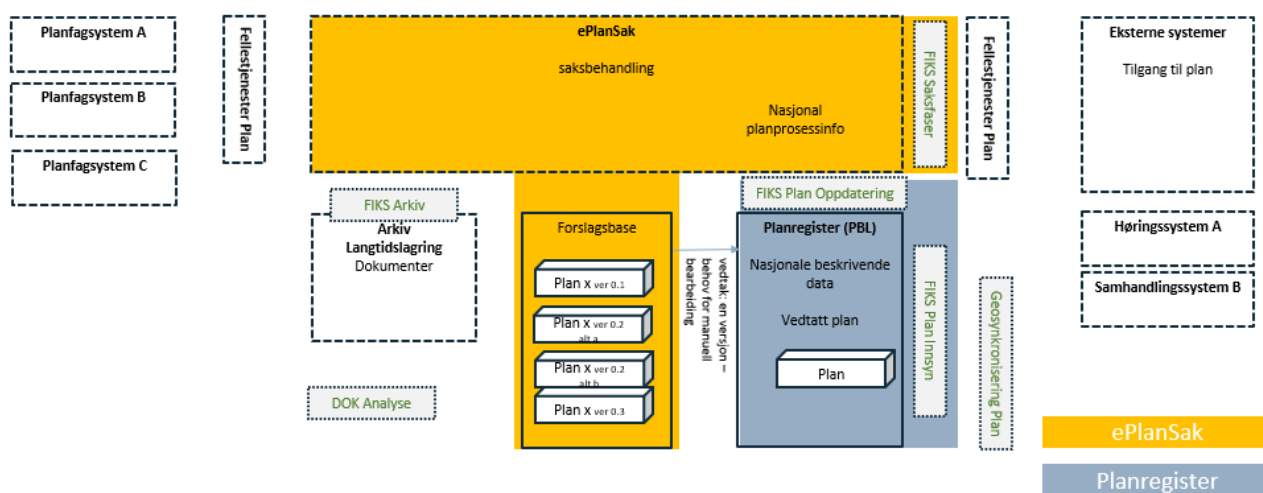 Planfagsystem A
Planfagsystem B
Planfagsystem C
Fellestjenester Plan
ePlanSak
saksbehandling
Nasjonal
planprosessinfo
FIKS Saksfaser
Fellestjenester Plan
Eksterne systemer
Tilgang til plan
FIKS Arkiv
Arkiv
Langtidslagring
Dokumenter
DOK Analyse
Forslagsbase
Plan x ver 0.1
Plan x ver 0.2
alt a
Plan x ver 0.2
alt b
Plan x ver 0.3
vedtak: en versjon –
behov for manuell
bearbeiding
FIKS Plan Oppdatering
Planregister (PBL)
Nasjonale beskrivende
data
Vedtatt plan
Plan
FIKS Plan Innsyn
Geosynkronisering Plan
Høringssystem A
Samhandlingssystem B
ePlanSak
Planregister